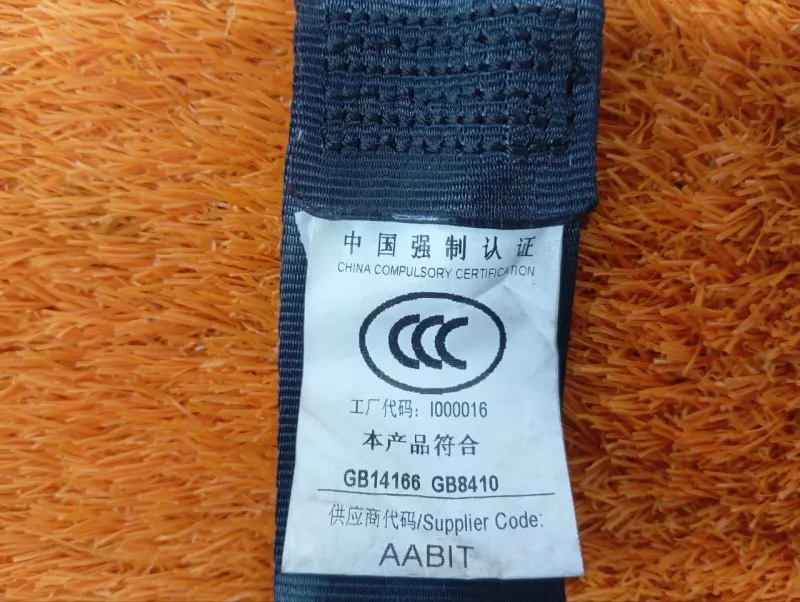 中国强制认证
CHINA COMPULSORY CERTIFICATION
CCC
工厂代码: I000016
本产品符合
GB14166 GB8410
供应商代码/Supplier Code:
AABIT